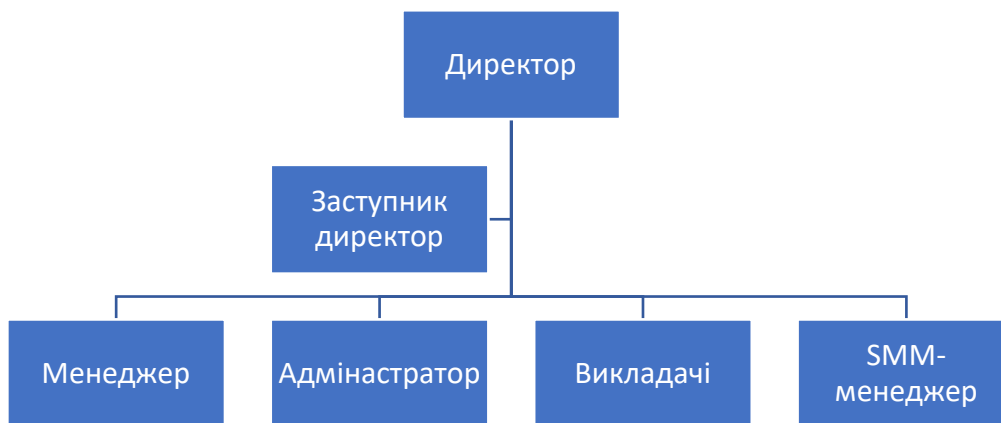 Директор
Заступник
директор
Менеджер
Адмінастратор
Викладачі
SMM-
менеджер